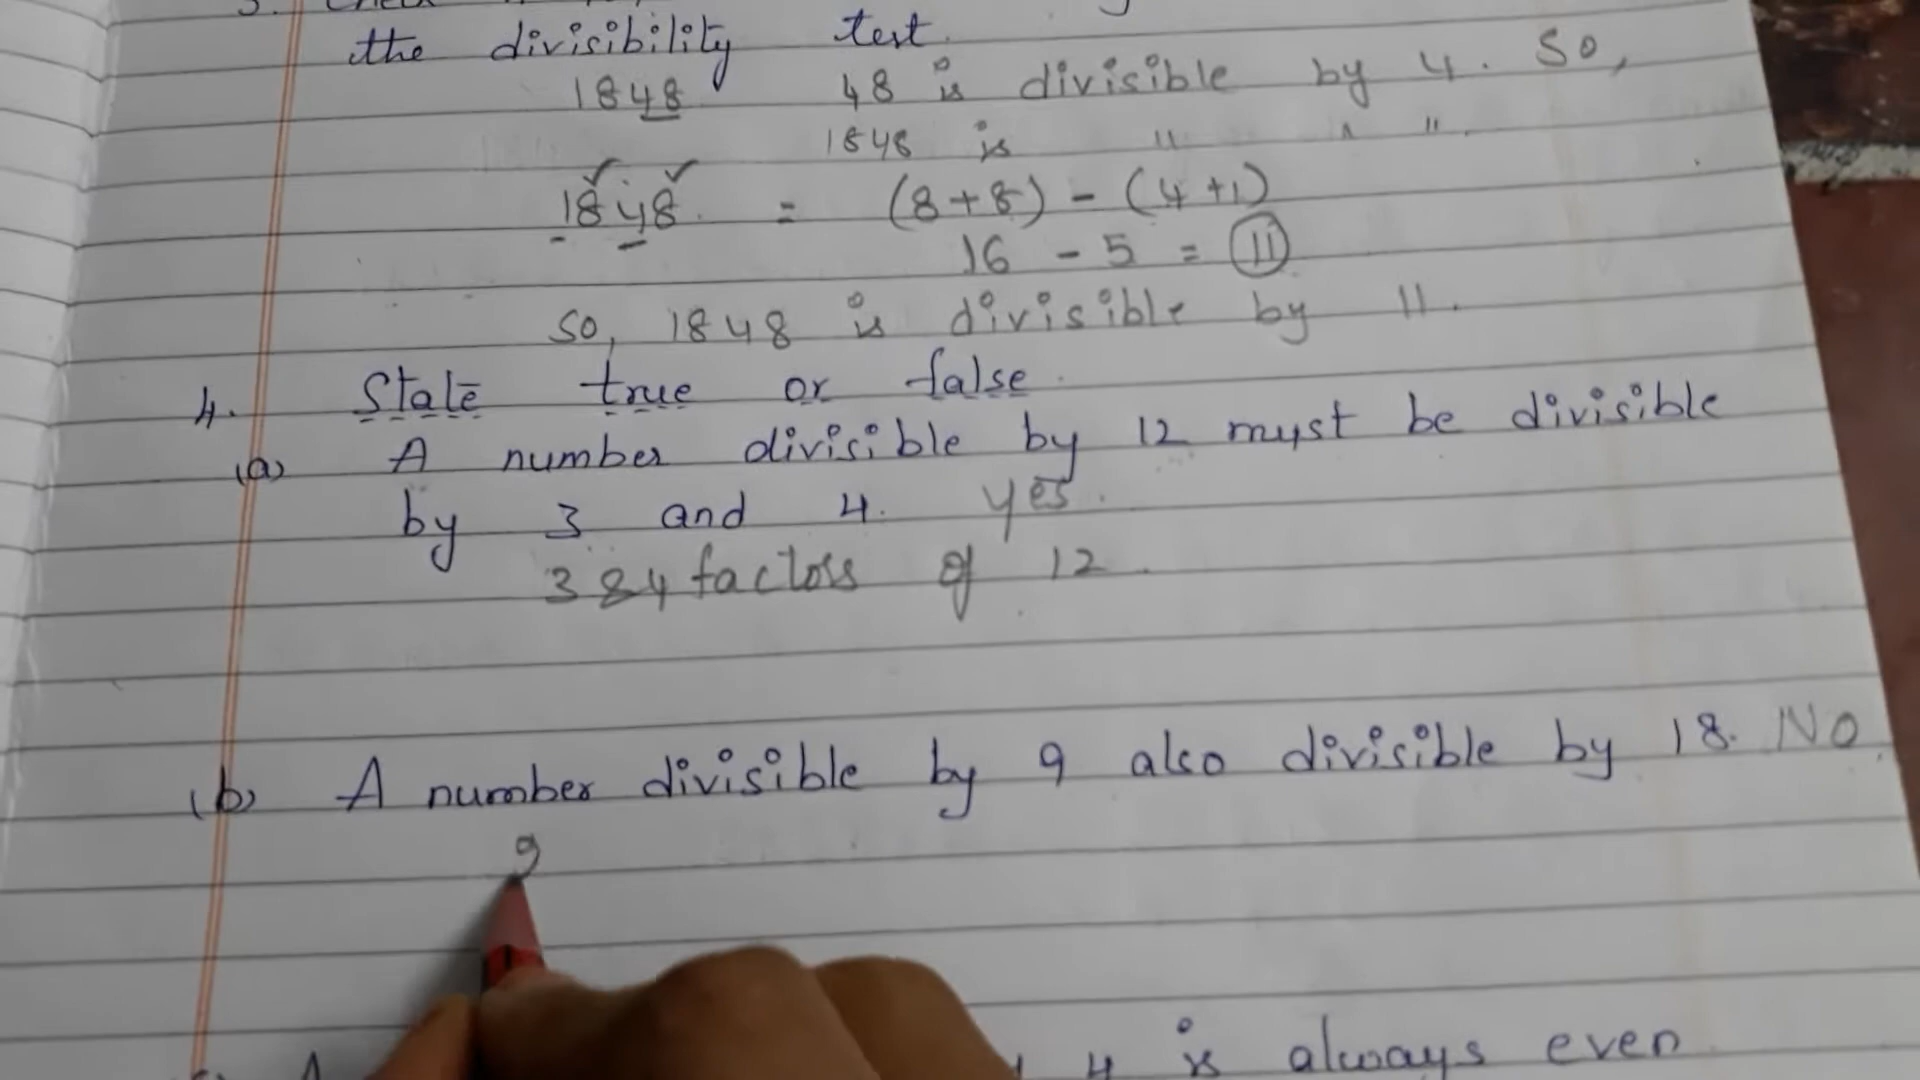 the divisibility test.
1848 48 is divisible by 4. So,
1848 is " " ".
1848 = (8+8) - (4+1)
16 - 5 = 11
So, 1848 is divisible by 11.
4. State true or false.
(a) A number divisible by 12 must be divisible
by 3 and 4. yes.
3 & 4 factors of 12.
(b) A number divisible by 9 also divisible by 18. No.
9
4 is always even